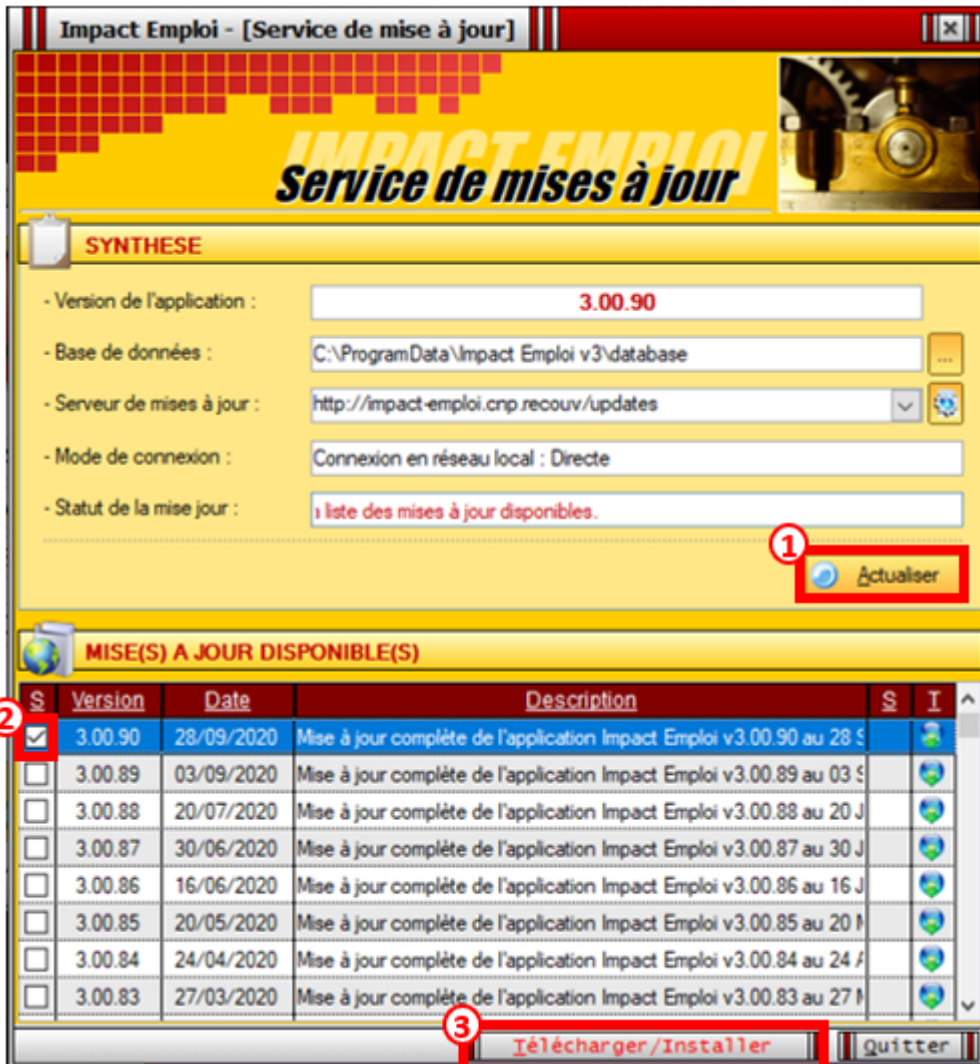 Impact Emploi - [Service de mise à jour]
IMPACT EMPLOI
Service de mises à jour
SYNTHESE
- Version de l'application : 3.00.90
- Base de données : C:\ProgramData\Impact Emploi v3\database ...
- Serveur de mises à jour : http://impact-emploi.cnp.recouv/updates
- Mode de connexion : Connexion en réseau local : Directe
- Statut de la mise jour : liste des mises à jour disponibles.
1
Actualiser
MISE(S) A JOUR DISPONIBLE(S)
S Version Date Description S T
2
3.00.90 28/09/2020 Mise à jour complète de l'application Impact Emploi v3.00.90 au 28 S
3.00.89 03/09/2020 Mise à jour complète de l'application Impact Emploi v3.00.89 au 03 S
3.00.88 20/07/2020 Mise à jour complète de l'application Impact Emploi v3.00.88 au 20 J
3.00.87 30/06/2020 Mise à jour complète de l'application Impact Emploi v3.00.87 au 30 J
3.00.86 16/06/2020 Mise à jour complète de l'application Impact Emploi v3.00.86 au 16 J
3.00.85 20/05/2020 Mise à jour complète de l'application Impact Emploi v3.00.85 au 20 M
3.00.84 24/04/2020 Mise à jour complète de l'application Impact Emploi v3.00.84 au 24 A
3.00.83 27/03/2020 Mise à jour complète de l'application Impact Emploi v3.00.83 au 27 M
3
Télécharger/Installer Quitter